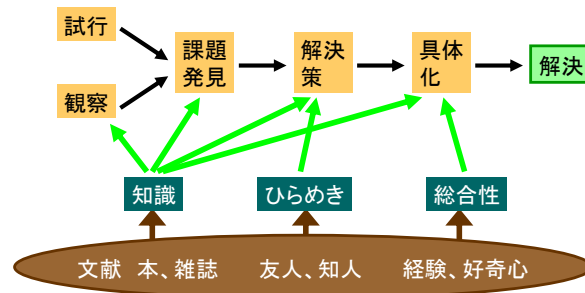 試行
観察
課題
発見
解決
策
具体
化
解決
知識
ひらめき
総合性
文献 本、雑誌
友人、知人
経験、好奇心